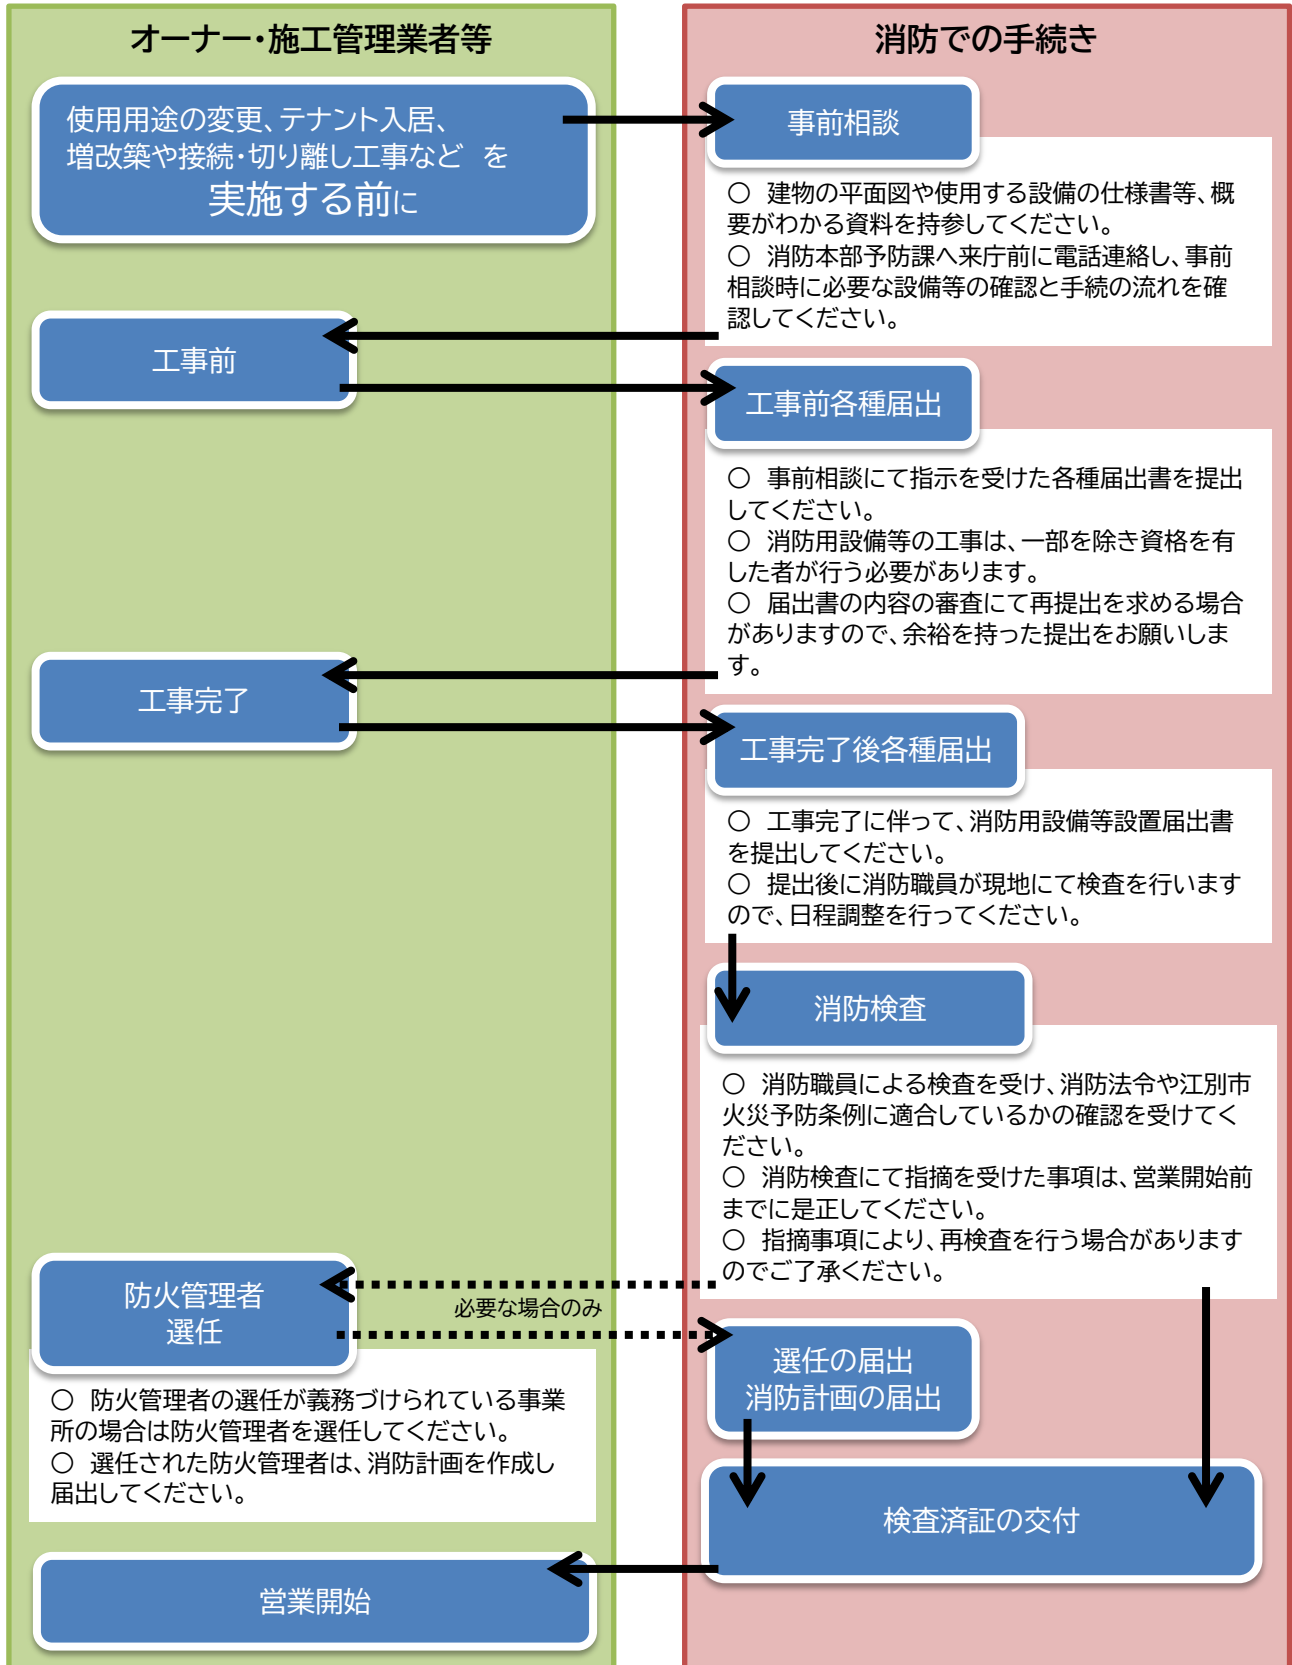 オーナー・施工管理業者等
消防での手続き
使用用途の変更、テナント入居、
増改築や接続・切り離し工事など を
実施する前に
事前相談
○ 建物の平面図や使用する設備の仕様書等、概
要がわかる資料を持参してください。
○ 消防本部予防課へ来庁前に電話連絡し、事前
相談時に必要な設備等の確認と手続の流れを確
認してください。
工事前
工事前各種届出
○ 事前相談にて指示を受けた各種届出書を提出
してください。
○ 消防用設備等の工事は、一部を除き資格を有
した者が行う必要があります。
○ 届出書の内容の審査にて再提出を求める場合
がありますので、余裕を持った提出をお願いしま
す。
工事完了
工事完了後各種届出
○ 工事完了に伴って、消防用設備等設置届出書
を提出してください。
○ 提出後に消防職員が現地にて検査を行います
ので、日程調整を行ってください。
消防検査
○ 消防職員による検査を受け、消防法令や江別市
火災予防条例に適合しているかの確認を受けてく
ださい。
○ 消防検査にて指摘を受けた事項は、営業開始前
までに是正してください。
○ 指摘事項により、再検査を行う場合があります
のでご了承ください。
防火管理者
選任
必要な場合のみ
選任の届出
消防計画の届出
○ 防火管理者の選任が義務づけられている事業
所の場合は防火管理者を選任してください。
○ 選任された防火管理者は、消防計画を作成し
届出してください。
検査済証の交付
営業開始